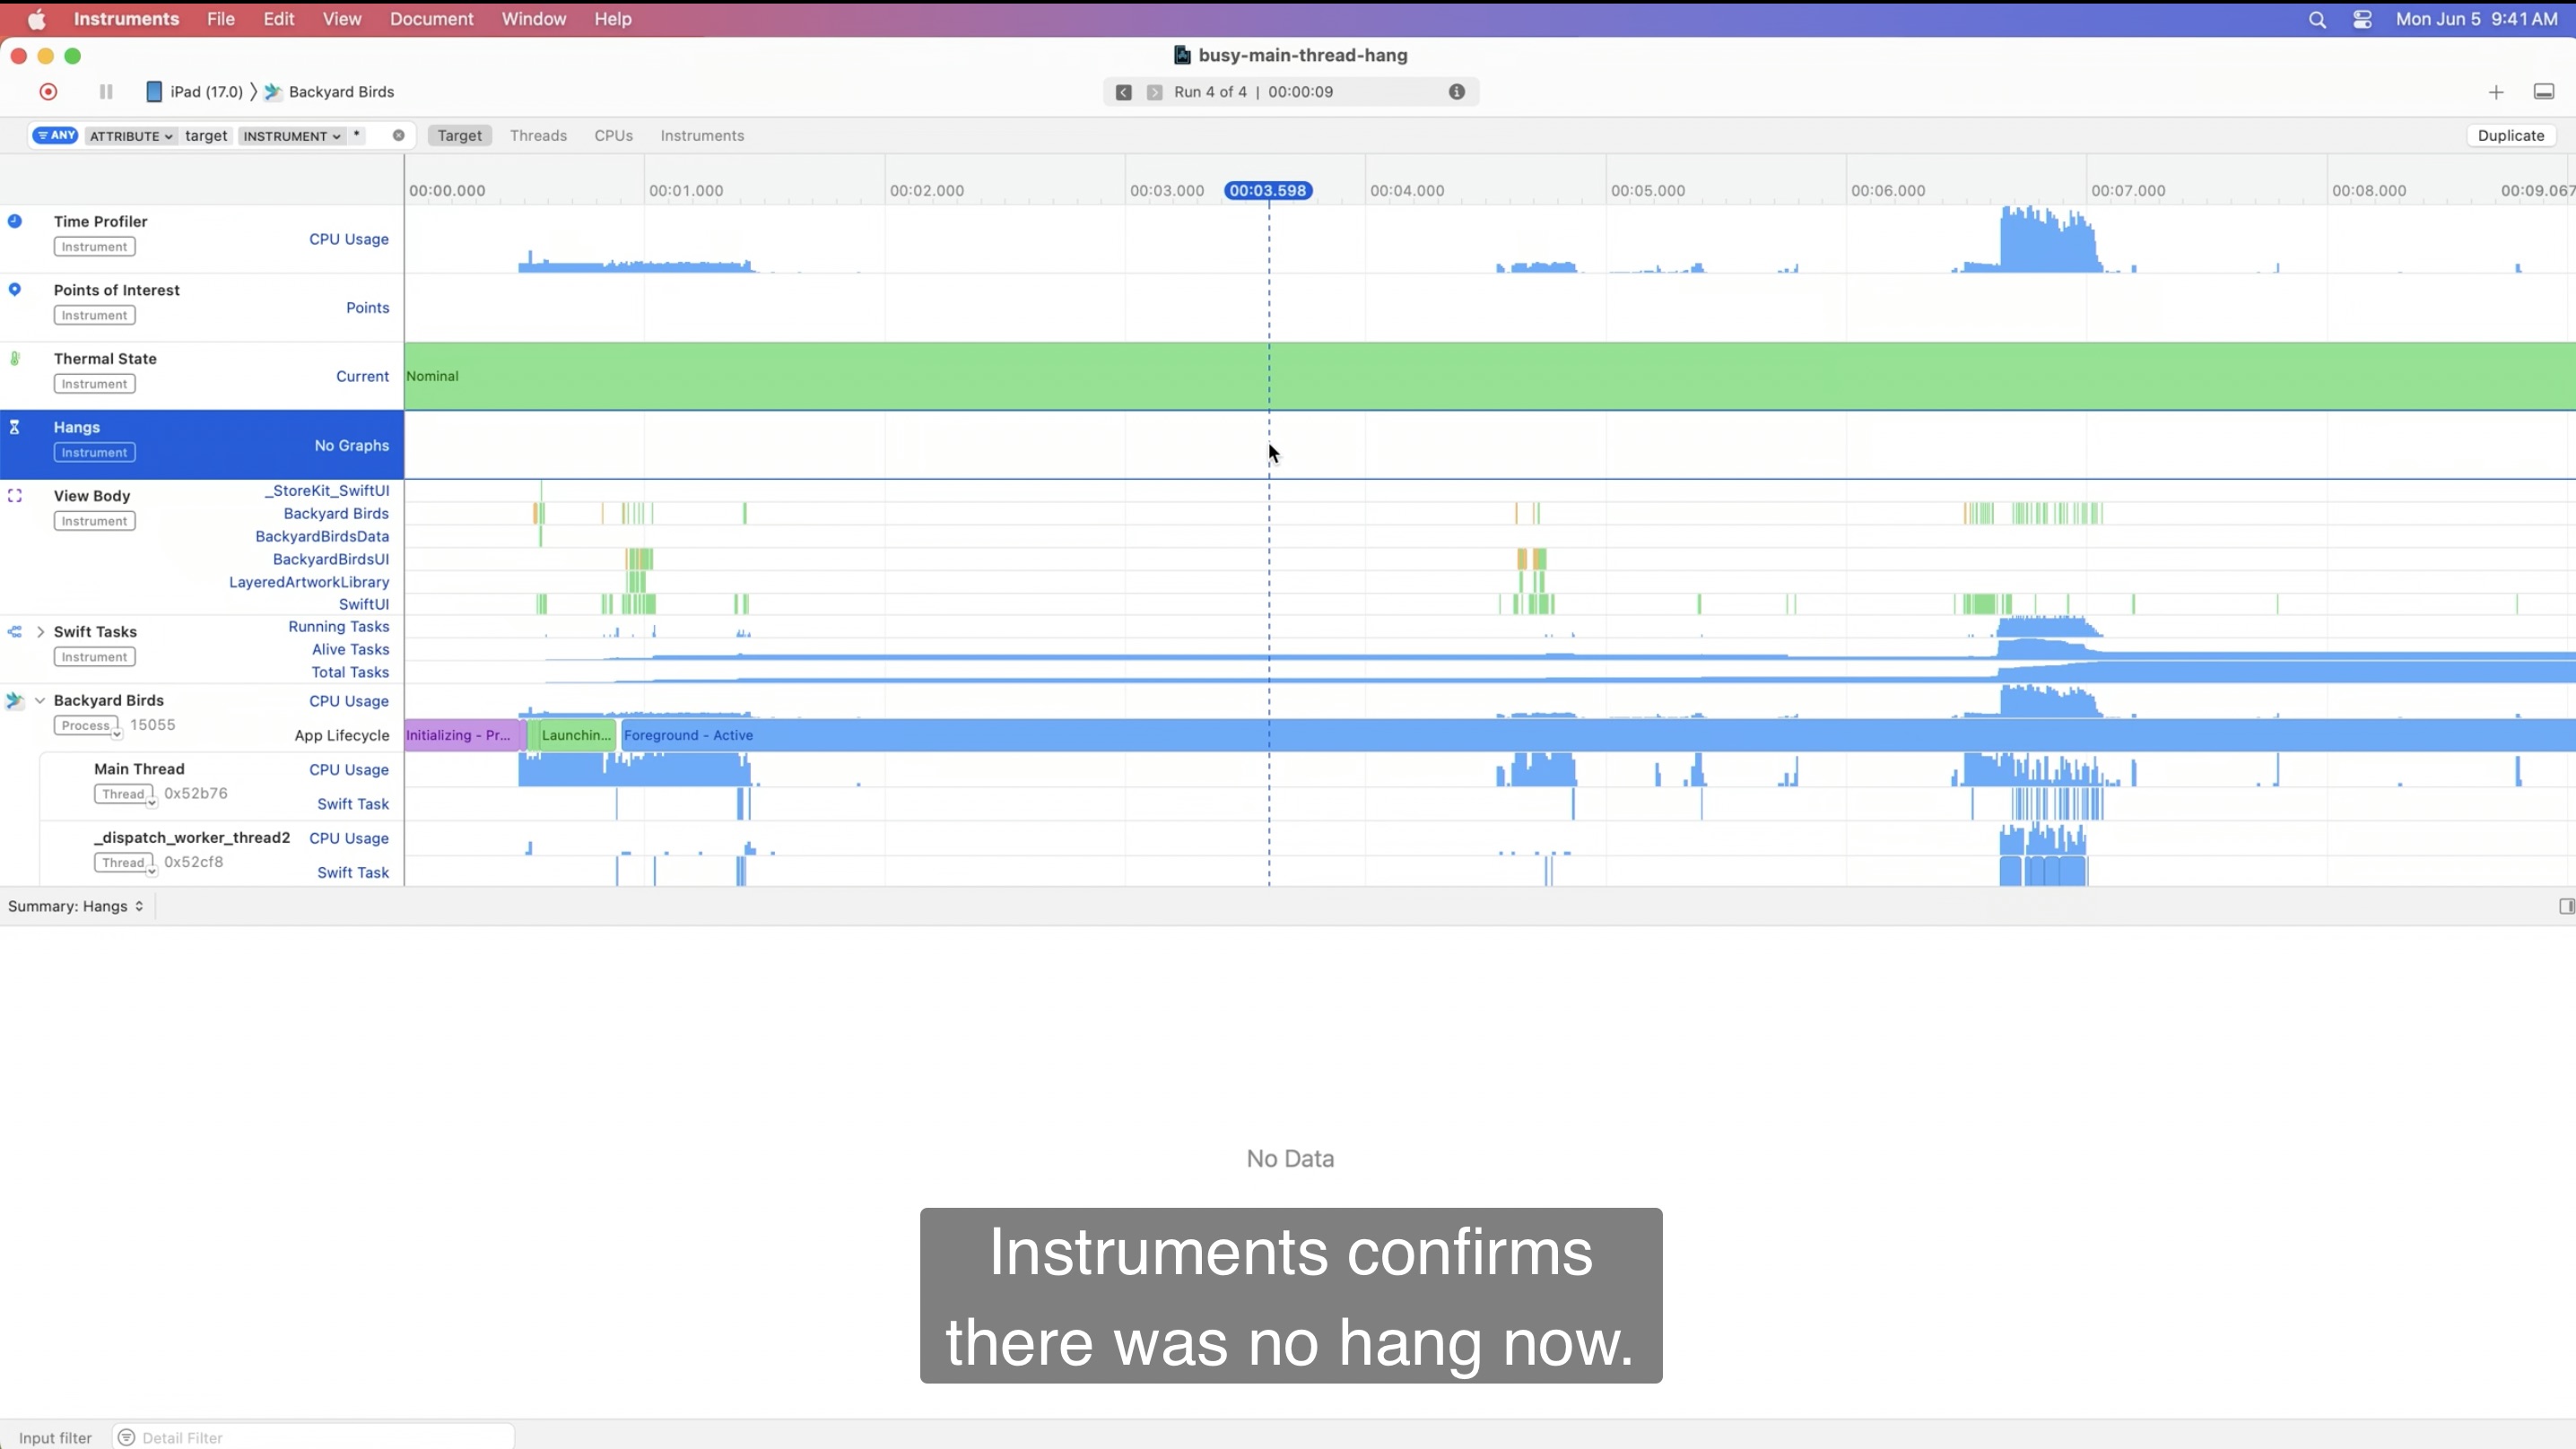 Instruments File Edit View Document Window Help Mon Jun 5 9:41 AM
busy-main-thread-hang
iPad (17.0) Backyard Birds Run 4 of 4 | 00:00:09
ANY ATTRIBUTE target INSTRUMENT * Target Threads CPUs Instruments Duplicate
00:00.000 00:01.000 00:02.000 00:03.000 00:03.598 00:04.000 00:05.000 00:06.000 00:07.000 00:08.000 00:09.067
Time Profiler
Instrument
CPU Usage
Points of Interest
Instrument
Points
Thermal State
Instrument
Current
Nominal
Hangs
Instrument
No Graphs
View Body
Instrument
_StoreKit_SwiftUI
Backyard Birds
BackyardBirdsData
BackyardBirdsUI
LayeredArtworkLibrary
SwiftUI
Swift Tasks
Instrument
Running Tasks
Alive Tasks
Total Tasks
Backyard Birds
Process 15055
CPU Usage
App Lifecycle
Initializing - Pr... Launchin... Foreground - Active
Main Thread
Thread 0x52b76
CPU Usage
Swift Task
_dispatch_worker_thread2
Thread 0x52cf8
CPU Usage
Swift Task
Summary: Hangs
No Data
Instruments confirms
there was no hang now.
Input filter Detail Filter